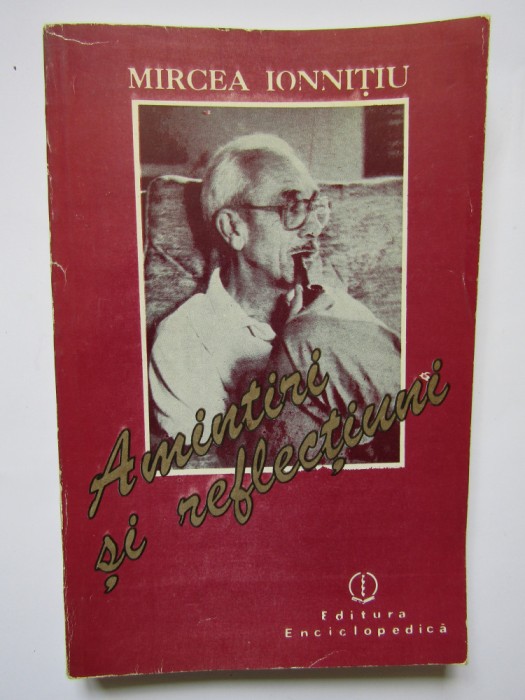 MIRCEA IONNIȚIU
Amintiri
și reflecțiuni
Editura
Enciclopedică